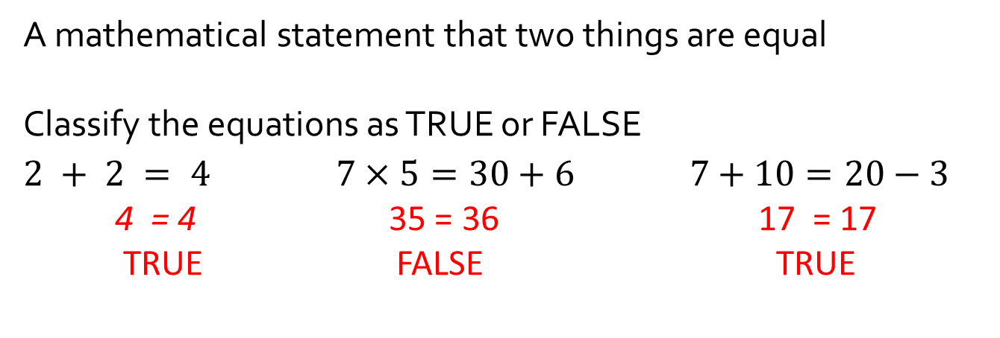 A mathematical statement that two things are equal
Classify the equations as TRUE or FALSE
2 + 2 = 4 7 × 5 = 30 + 6 7 + 10 = 20 − 3
4 = 4 35 = 36 17 = 17
TRUE FALSE TRUE